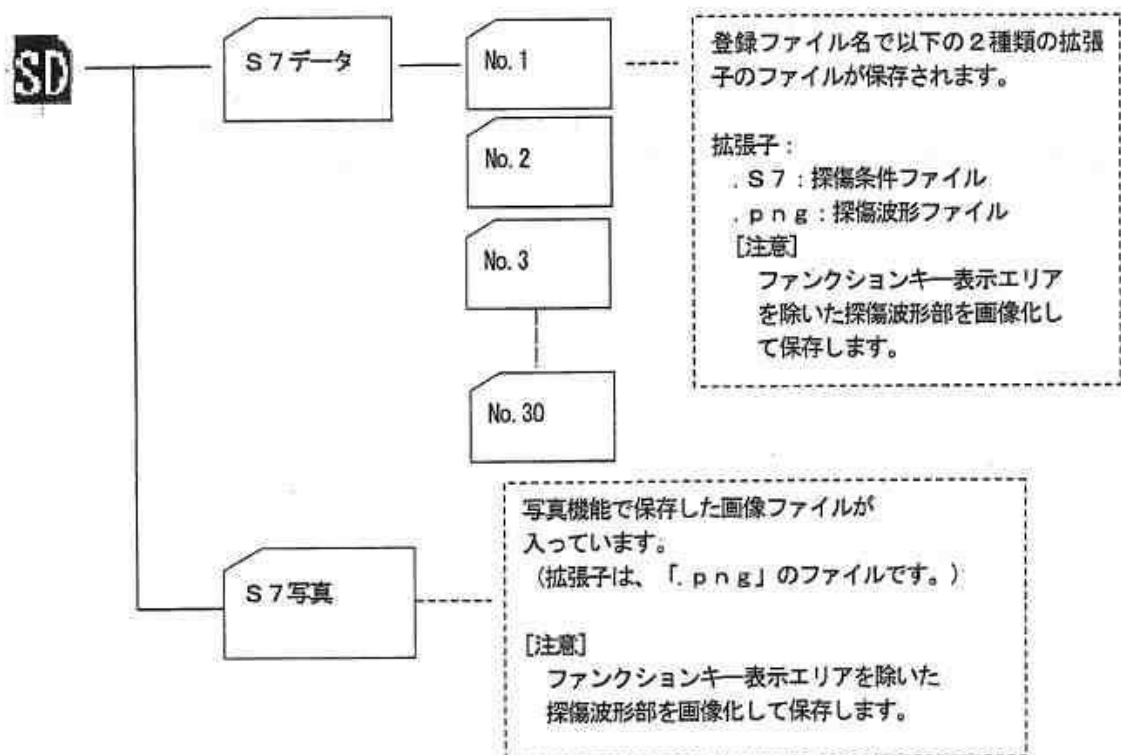 SD
S7データ
No. 1
No. 2
No. 3
No. 30
登録ファイル名で以下の2種類の拡張
子のファイルが保存されます。
拡張子：
．S7：探傷条件ファイル
．png：探傷波形ファイル
[注意]
ファンクションキー表示エリア
を除いた探傷波形部を画像化し
て保存します。
S7写真
写真機能で保存した画像ファイルが
入っています。
（拡張子は、「.png」のファイルです。）
[注意]
ファンクションキー表示エリアを除いた
探傷波形部を画像化して保存します。